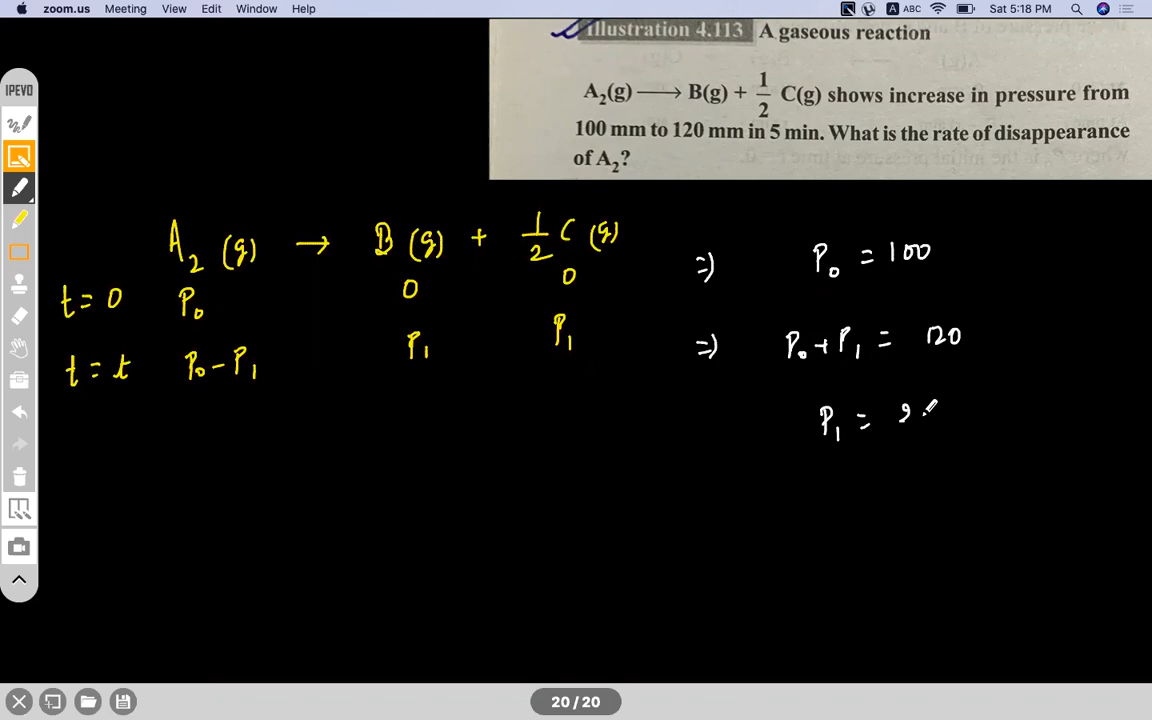 zoom.us Meeting View Edit Window Help
ABC Sat 5:18 PM
IPEVO
Illustration 4.113 A gaseous reaction
A₂(g) ⟶ B(g) + 1/2 C(g) shows increase in pressure from
100 mm to 120 mm in 5 min. What is the rate of disappearance
of A₂?
A₂ (g) → B (g) + 1/2 C (g)
t = 0 P₀ 0 0 ⇒ P₀ = 100
t = t P₀ - P₁ P₁ P₁ ⇒ P₀ + P₁ = 120
P₁ =
20 / 20